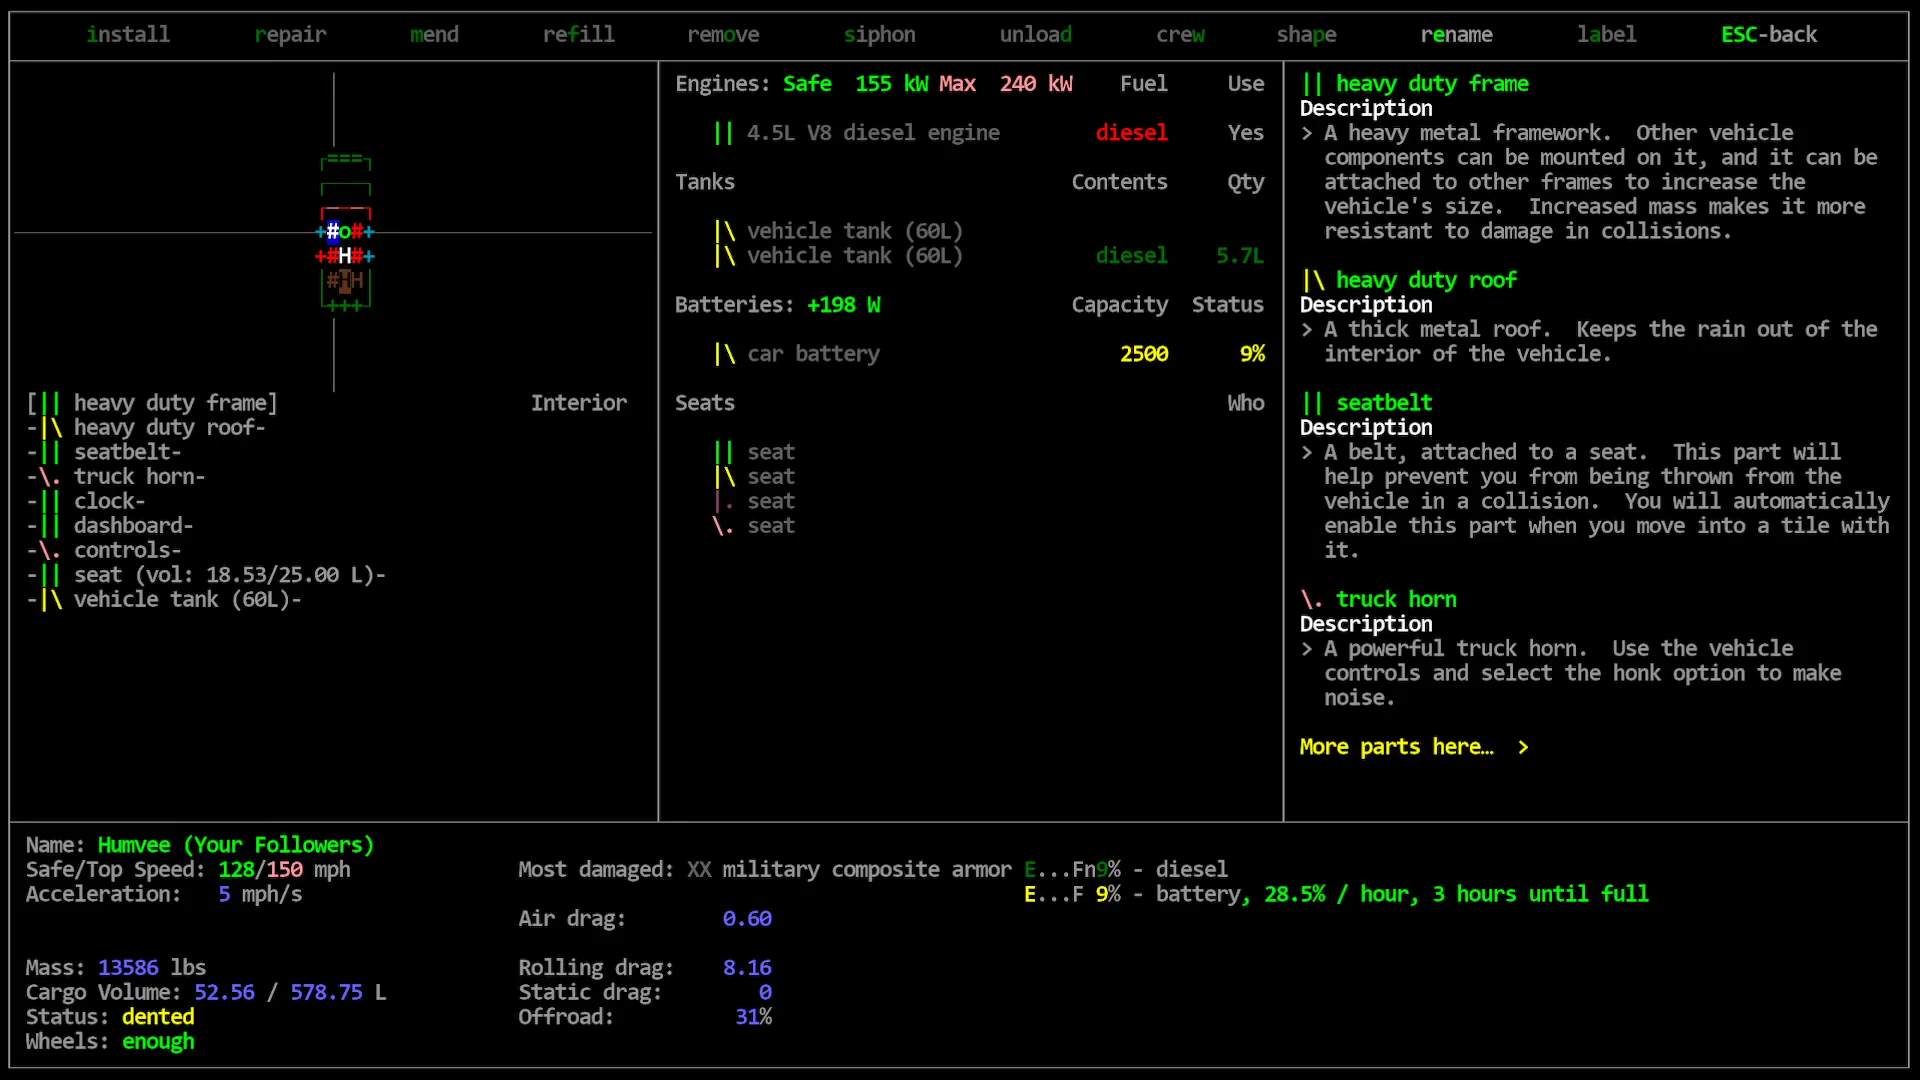 install repair mend refill remove siphon unload crew shape rename label ESC-back
┌===┐
┌───┐
┌─────┐
+#o#+
+#H#+
│#HH│
└+++┘
[|| heavy duty frame] Interior
-|\ heavy duty roof-
-|| seatbelt-
-\. truck horn-
-|| clock-
-|| dashboard-
-\. controls-
-|| seat (vol: 18.53/25.00 L)-
-|\ vehicle tank (60L)-
Engines: Safe 155 kW Max 240 kW Fuel Use
|| 4.5L V8 diesel engine diesel Yes
Tanks Contents Qty
|\ vehicle tank (60L)
|\ vehicle tank (60L) diesel 5.7L
Batteries: +198 W Capacity Status
|\ car battery 2500 9%
Seats Who
|| seat
|\ seat
|. seat
\. seat
|| heavy duty frame
Description
> A heavy metal framework. Other vehicle
components can be mounted on it, and it can be
attached to other frames to increase the
vehicle's size. Increased mass makes it more
resistant to damage in collisions.
|\ heavy duty roof
Description
> A thick metal roof. Keeps the rain out of the
interior of the vehicle.
|| seatbelt
Description
> A belt, attached to a seat. This part will
help prevent you from being thrown from the
vehicle in a collision. You will automatically
enable this part when you move into a tile with
it.
\. truck horn
Description
> A powerful truck horn. Use the vehicle
controls and select the honk option to make
noise.
More parts here… >
Name: Humvee (Your Followers)
Safe/Top Speed: 128/150 mph Most damaged: XX military composite armor E...Fn9% - diesel
Acceleration: 5 mph/s E...F 9% - battery, 28.5% / hour, 3 hours until full
Air drag: 0.60
Mass: 13586 lbs Rolling drag: 8.16
Cargo Volume: 52.56 / 578.75 L Static drag: 0
Status: dented Offroad: 31%
Wheels: enough